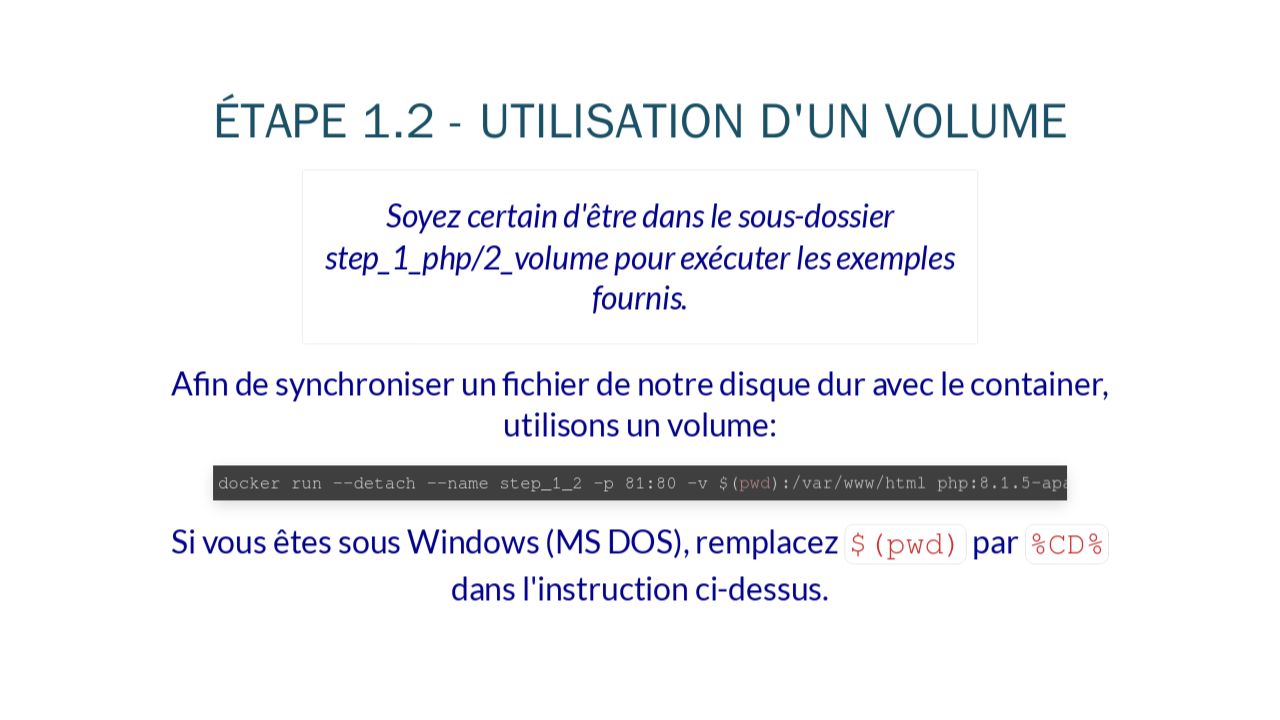 ÉTAPE 1.2 - UTILISATION D'UN VOLUME
Soyez certain d'être dans le sous-dossier
step_1_php/2_volume pour exécuter les exemples
fournis.
Afin de synchroniser un fichier de notre disque dur avec le container,
utilisons un volume:
docker run --detach --name step_1_2 -p 81:80 -v $(pwd):/var/www/html php:8.1.5-apa
Si vous êtes sous Windows (MS DOS), remplacez $(pwd) par %CD%
dans l'instruction ci-dessus.